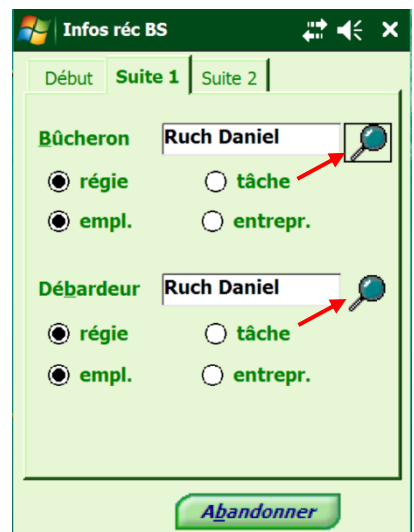 Infos réc BS
Début Suite 1 Suite 2
Bûcheron Ruch Daniel
régie tâche
empl. entrepr.
Débardeur Ruch Daniel
régie tâche
empl. entrepr.
Abandonner